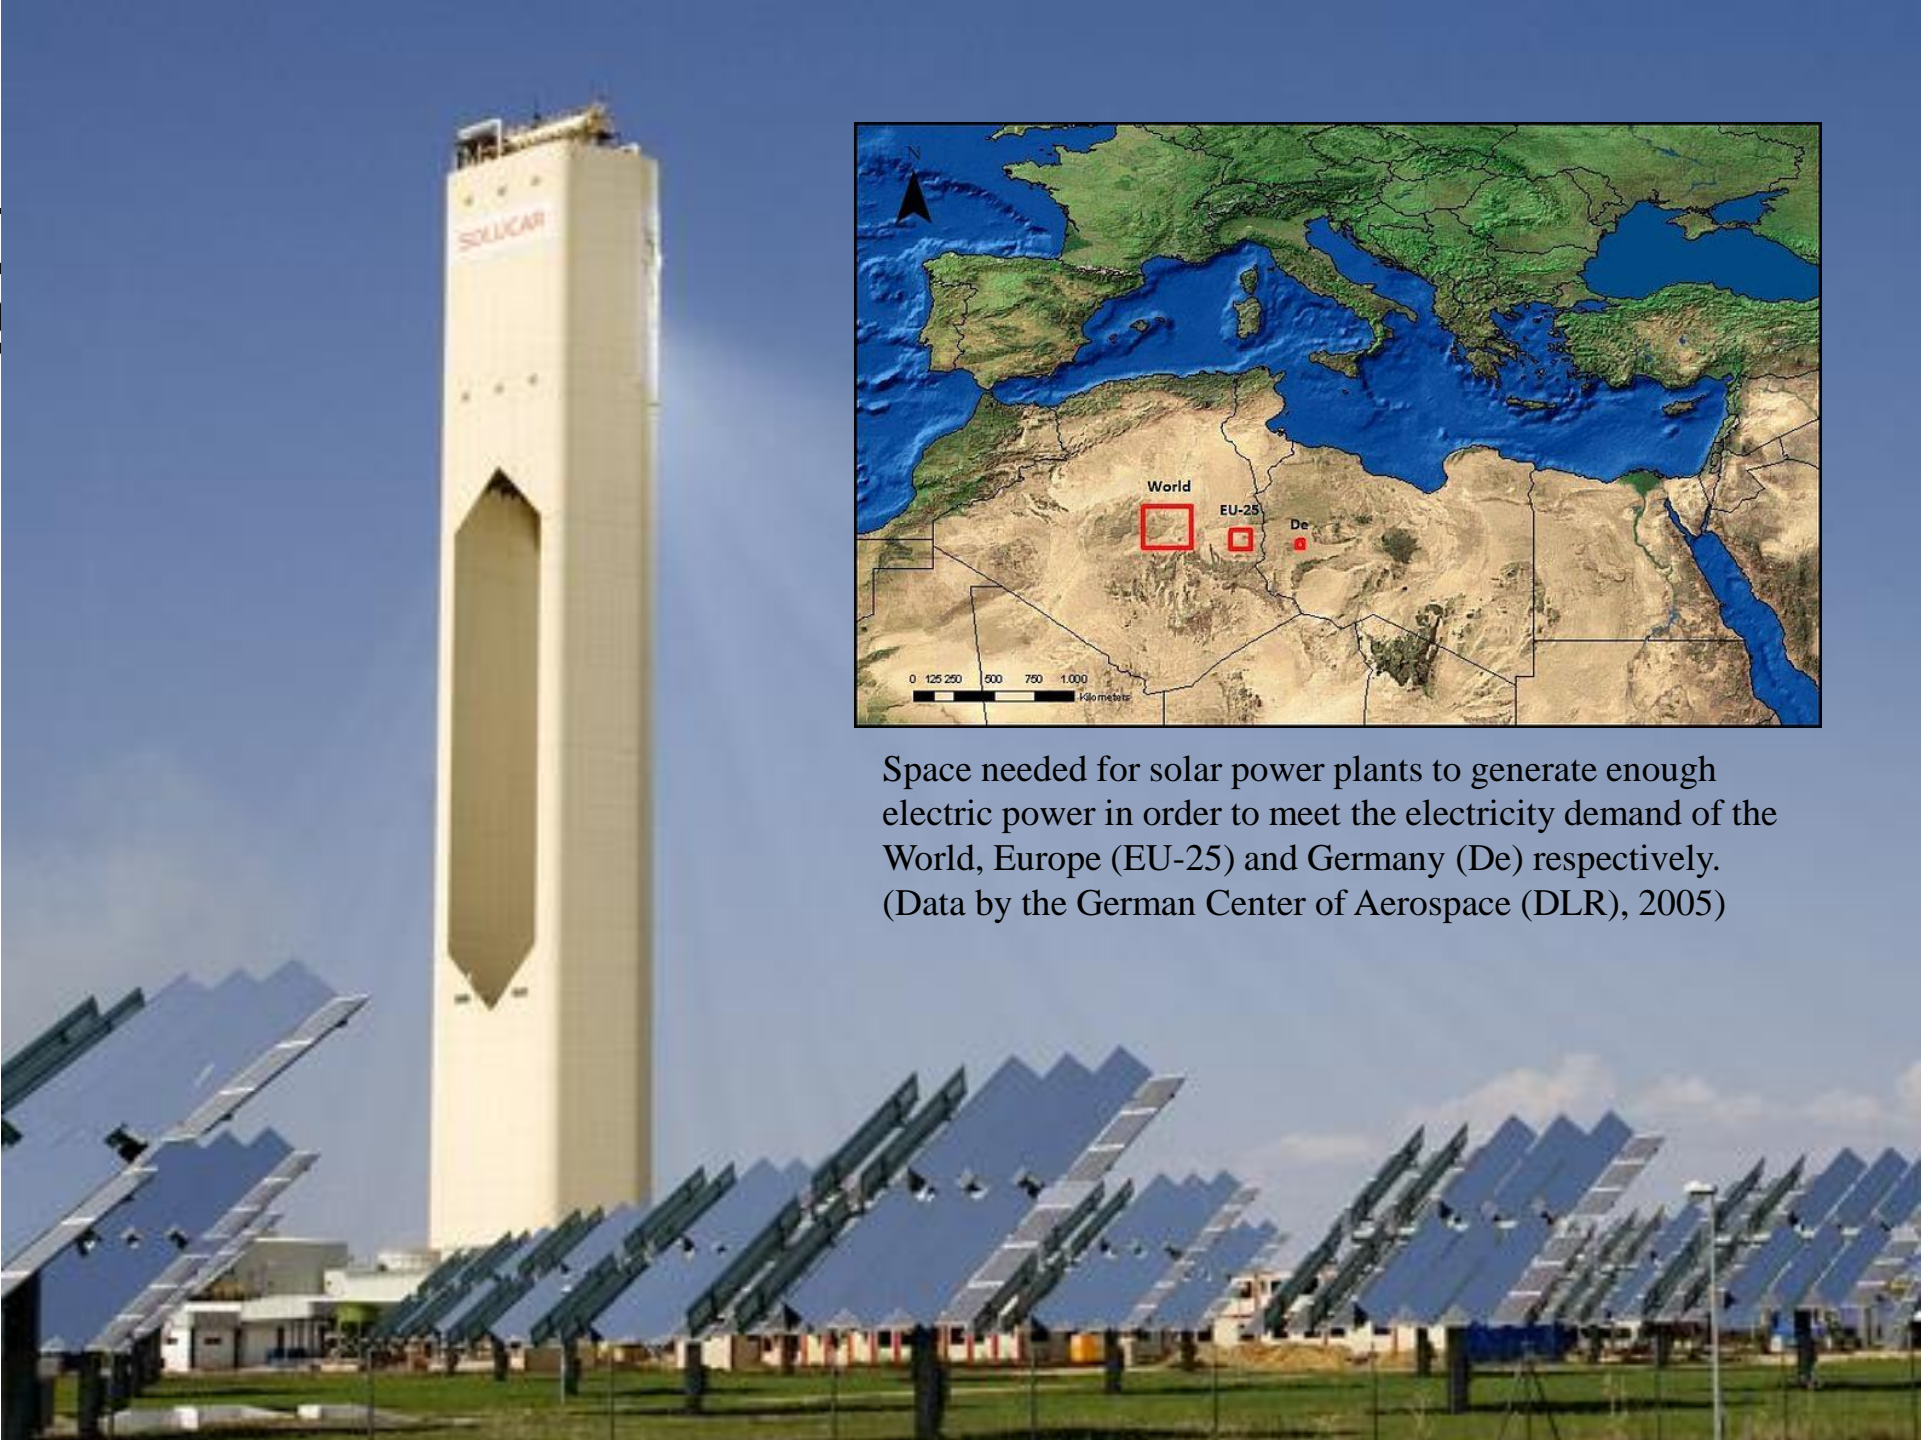 SOLUCAR
N
World
EU-25
De
0 125 250 500 750 1.000
Kilometers
Space needed for solar power plants to generate enough
electric power in order to meet the electricity demand of the
World, Europe (EU-25) and Germany (De) respectively.
(Data by the German Center of Aerospace (DLR), 2005)